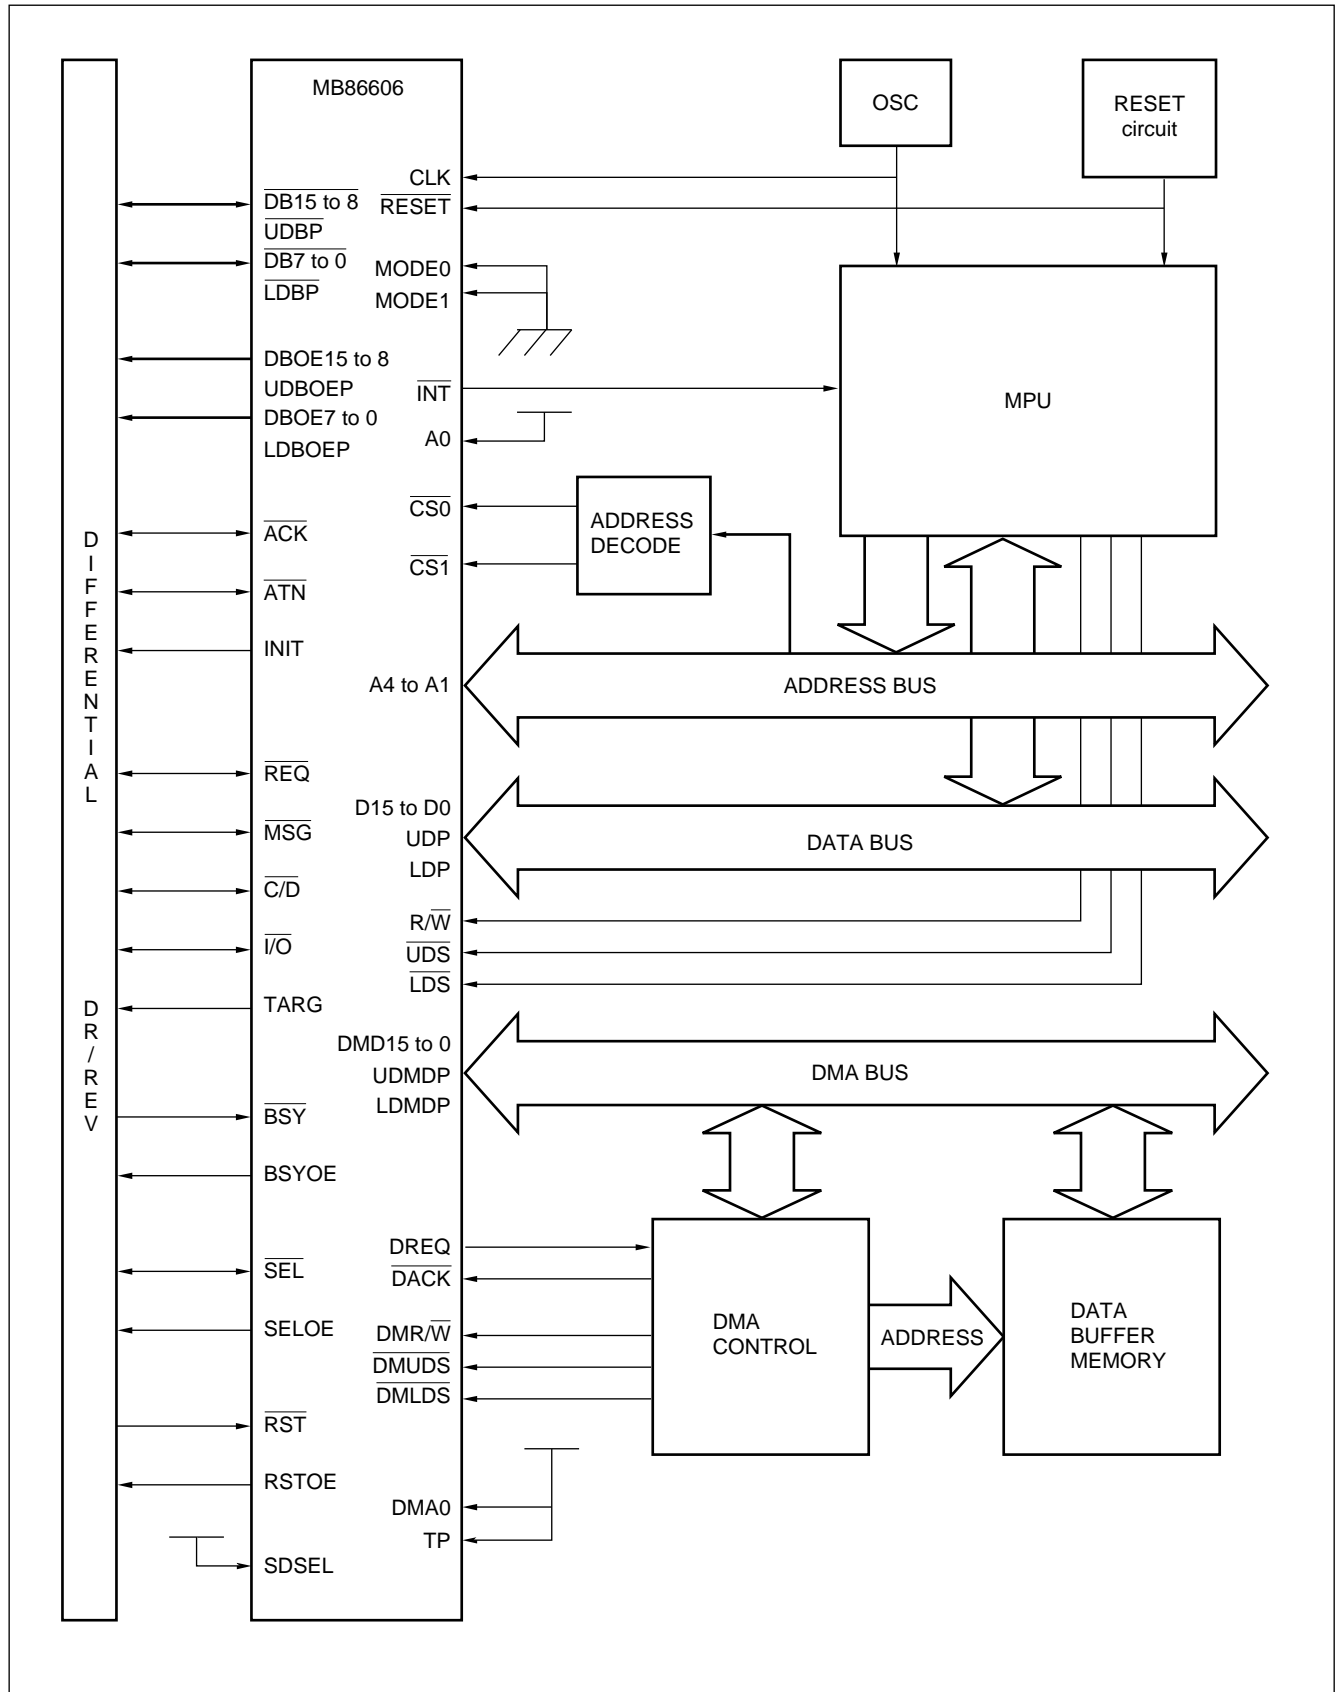 MB86606
OSC
RESET
circuit
CLK
RESET
DB15 to 8
UDBP
DB7 to 0
LDBP
MODE0
MODE1
DBOE15 to 8
UDBOEP
DBOE7 to 0
LDBOEP
INT
A0
MPU
CS0
CS1
ADDRESS
DECODE
DIFFERENTIAL
DR/REV
ACK
ATN
INIT
A4 to A1
ADDRESS BUS
REQ
MSG
C/D
I/O
TARG
D15 to D0
UDP
LDP
DATA BUS
R/W
UDS
LDS
DMD15 to 0
UDMDP
LDMDP
DMA BUS
BSY
BSYOE
SEL
SELOE
RST
RSTOE
SDSEL
DREQ
DACK
DMR/W
DMUDS
DMLDS
DMA0
TP
DMA
CONTROL
ADDRESS
DATA
BUFFER
MEMORY